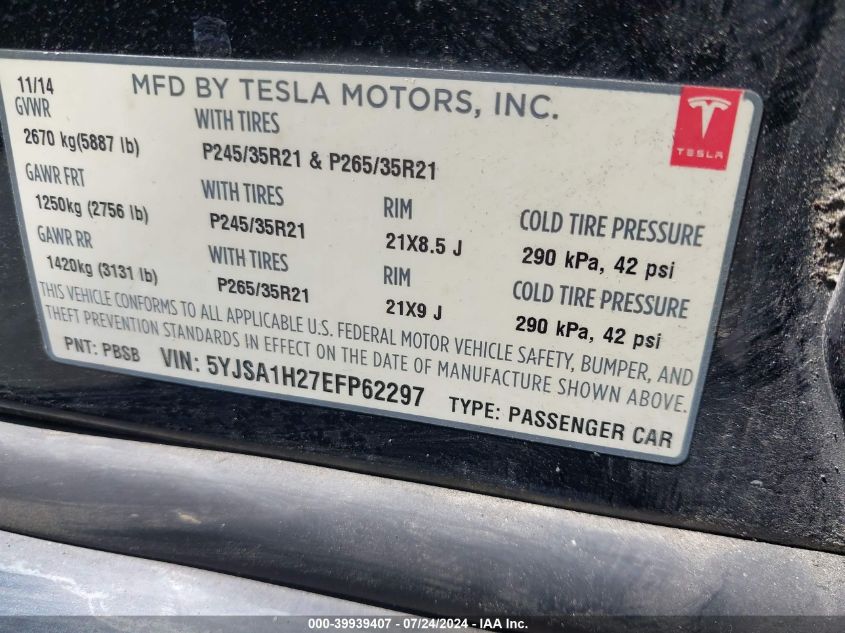 11/14 MFD BY TESLA MOTORS, INC.
GVWR WITH TIRES
2670 kg(5887 lb) P245/35R21 & P265/35R21
TESLA
GAWR FRT WITH TIRES RIM COLD TIRE PRESSURE
1250kg (2756 lb) P245/35R21 21X8.5 J 290 kPa, 42 psi
GAWR RR WITH TIRES RIM COLD TIRE PRESSURE
1420kg (3131 lb) P265/35R21 21X9 J 290 kPa, 42 psi
THIS VEHICLE CONFORMS TO ALL APPLICABLE U.S. FEDERAL MOTOR VEHICLE SAFETY, BUMPER, AND
THEFT PREVENTION STANDARDS IN EFFECT ON THE DATE OF MANUFACTURE SHOWN ABOVE.
PNT: PBSB VIN: 5YJSA1H27EFP62297 TYPE: PASSENGER CAR
000-39939407 - 07/24/2024 - IAA Inc.